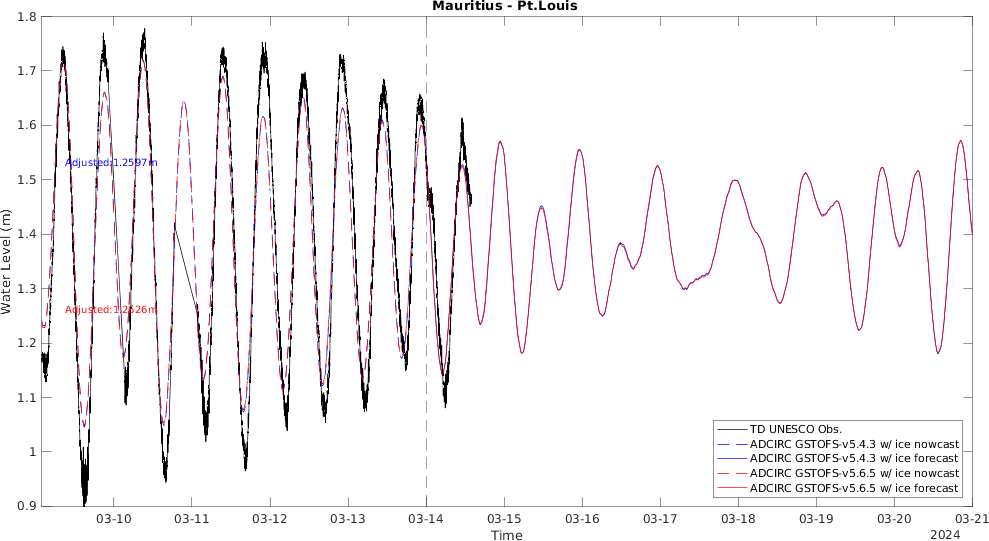 Mauritius - Pt.Louis
1.8
1.7
1.6
1.5
1.4
1.3
1.2
1.1
1
0.9
Water Level (m)
Adjusted:1.2597m
Adjusted:1.2626m
TD UNESCO Obs.
ADCIRC GSTOFS-v5.4.3 w/ ice nowcast
ADCIRC GSTOFS-v5.4.3 w/ ice forecast
ADCIRC GSTOFS-v5.6.5 w/ ice nowcast
ADCIRC GSTOFS-v5.6.5 w/ ice forecast
03-10 03-11 03-12 03-13 03-14 03-15 03-16 03-17 03-18 03-19 03-20 03-21
Time
2024